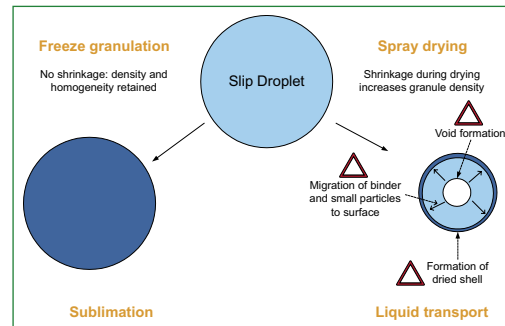 Freeze granulation
No shrinkage: density and
homogeneity retained
Slip Droplet
Spray drying
Shrinkage during drying
increases granule density
Void formation
Migration of binder
and small particles
to surface
Formation of
dried shell
Sublimation
Liquid transport